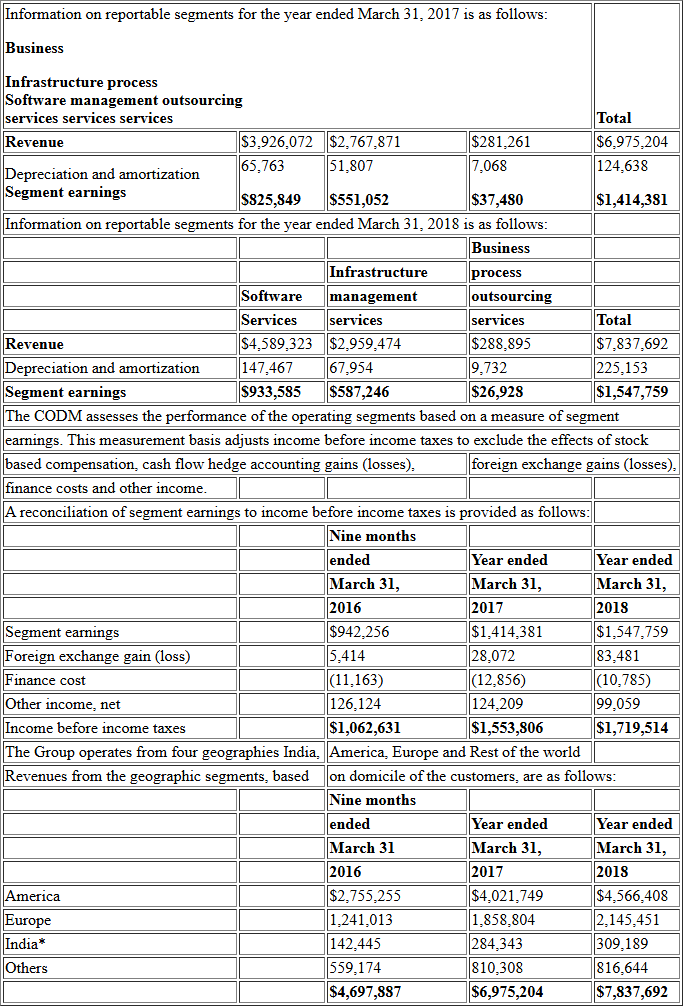 Information on reportable segments for the year ended March 31, 2017 is as follows:
Business
Infrastructure process
Software management outsourcing
services services services Total
Revenue $3,926,072 $2,767,871 $281,261 $6,975,204
Depreciation and amortization 65,763 51,807 7,068 124,638
Segment earnings $825,849 $551,052 $37,480 $1,414,381
Information on reportable segments for the year ended March 31, 2018 is as follows:
Business
Infrastructure process
Software management outsourcing
Services services services Total
Revenue $4,589,323 $2,959,474 $288,895 $7,837,692
Depreciation and amortization 147,467 67,954 9,732 225,153
Segment earnings $933,585 $587,246 $26,928 $1,547,759
The CODM assesses the performance of the operating segments based on a measure of segment
earnings. This measurement basis adjusts income before income taxes to exclude the effects of stock
based compensation, cash flow hedge accounting gains (losses), foreign exchange gains (losses),
finance costs and other income.
A reconciliation of segment earnings to income before income taxes is provided as follows:
Nine months
ended Year ended Year ended
March 31, March 31, March 31,
2016 2017 2018
Segment earnings $942,256 $1,414,381 $1,547,759
Foreign exchange gain (loss) 5,414 28,072 83,481
Finance cost (11,163) (12,856) (10,785)
Other income, net 126,124 124,209 99,059
Income before income taxes $1,062,631 $1,553,806 $1,719,514
The Group operates from four geographies India, America, Europe and Rest of the world
Revenues from the geographic segments, based on domicile of the customers, are as follows:
Nine months
ended Year ended Year ended
March 31 March 31, March 31,
2016 2017 2018
America $2,755,255 $4,021,749 $4,566,408
Europe 1,241,013 1,858,804 2,145,451
India* 142,445 284,343 309,189
Others 559,174 810,308 816,644
$4,697,887 $6,975,204 $7,837,692